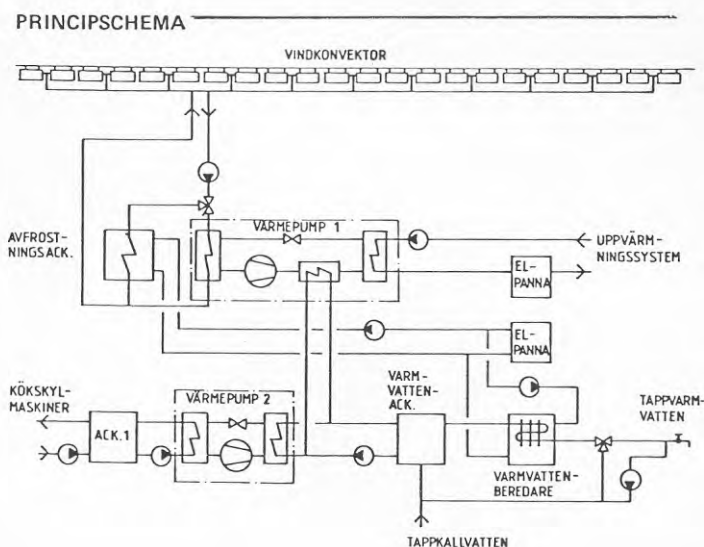 PRINCIPSCHEMA
VINDKONVEKTOR
VÄRMEPUMP 1
AVFROST-
NINGSACK.
UPPVÄRM-
NINGSSYSTEM
EL-
PANNA
EL-
PANNA
KÖKSKYL-
MASKINER
VÄRMEPUMP 2
VARM-
VATTEN-
ACK.
TAPPVARM-
VATTEN
ACK.1
VARMVATTEN-
BEREDARE
TAPPKALLVATTEN